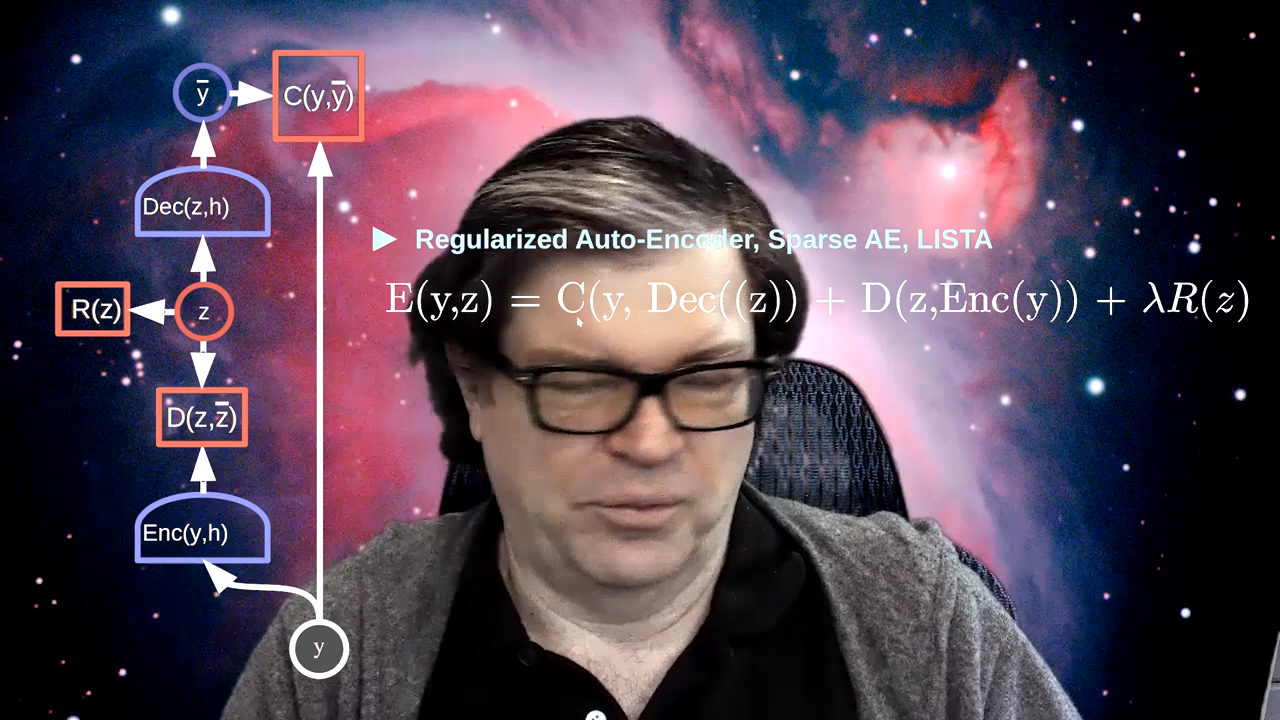 ȳ
C(y,ȳ)
Dec(z,h)
Regularized Auto-Encoder, Sparse AE, LISTA
E(y,z) = C(y, Dec((z)) + D(z,Enc(y)) + λR(z)
R(z)
z
D(z,z̄)
Enc(y,h)
y